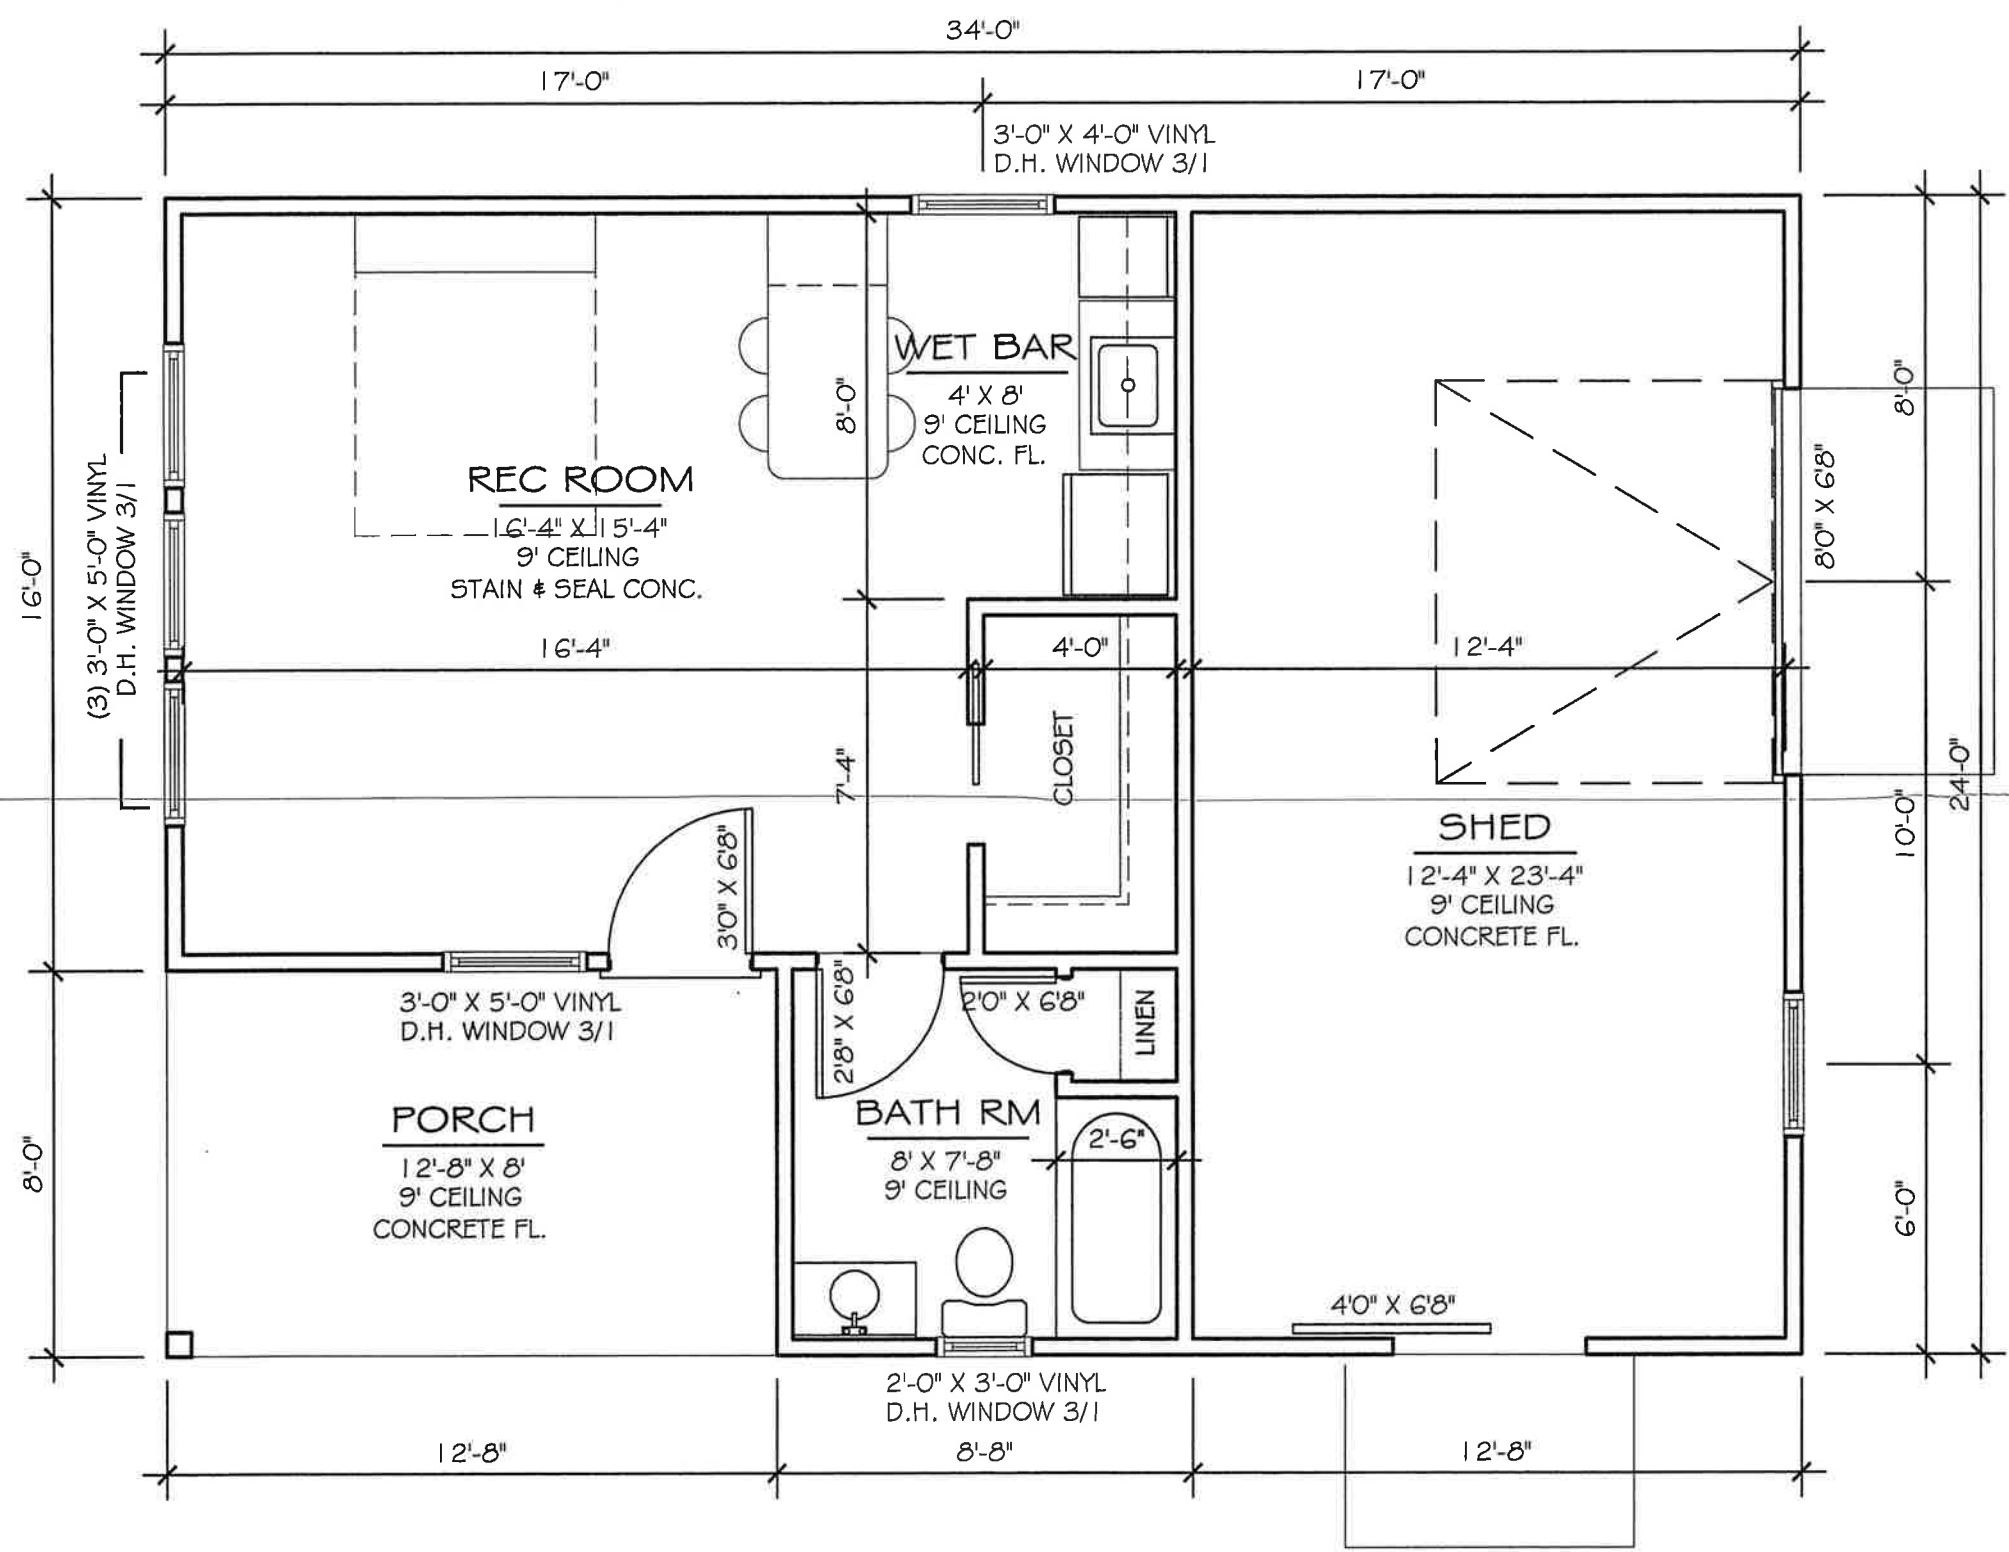 34'-0"
17'-0"
17'-0"
3'-0" X 4'-0" VINYL
D.H. WINDOW 3/1
WET BAR
4' X 8'
9' CEILING
CONC. FL.
8'-0"
8'-0"
8'0" X 6'8"
REC ROOM
16'-4" X 15'-4"
9' CEILING
STAIN & SEAL CONC.
(3) 3'-0" X 5'-0" VINYL
D.H. WINDOW 3/1
16'-0"
16'-4"
4'-0"
12'-4"
CLOSET
7'-4"
24'-0"
10'-0"
SHED
12'-4" X 23'-4"
9' CEILING
CONCRETE FL.
3'0" X 6'8"
3'-0" X 5'-0" VINYL
D.H. WINDOW 3/1
2'8" X 6'8"
2'0" X 6'8"
LINEN
PORCH
12'-8" X 8'
9' CEILING
CONCRETE FL.
8'-0"
BATH RM
8' X 7'-8"
9' CEILING
2'-6"
6'-0"
4'0" X 6'8"
2'-0" X 3'-0" VINYL
D.H. WINDOW 3/1
12'-8"
8'-8"
12'-8"